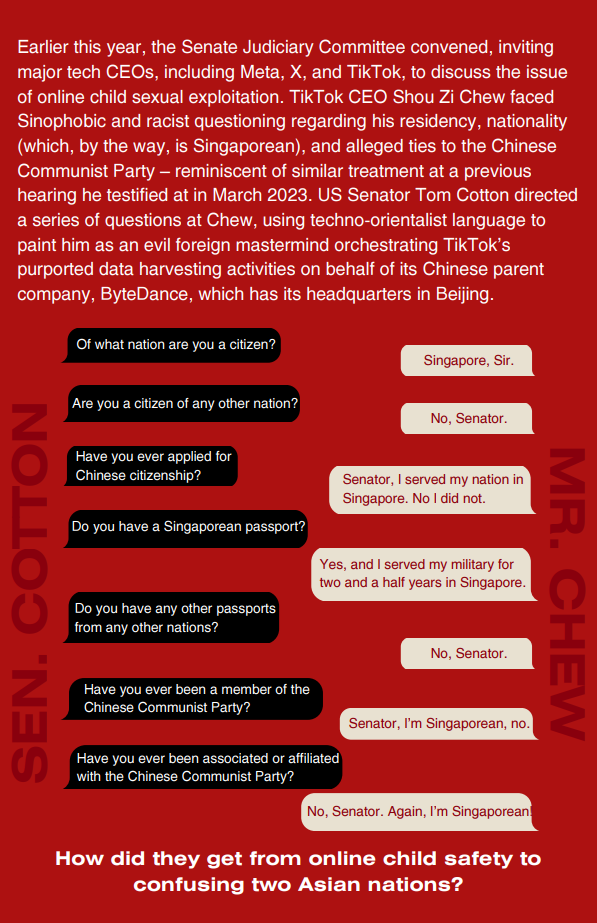 Earlier this year, the Senate Judiciary Committee convened, inviting
major tech CEOs, including Meta, X, and TikTok, to discuss the issue
of online child sexual exploitation. TikTok CEO Shou Zi Chew faced
Sinophobic and racist questioning regarding his residency, nationality
(which, by the way, is Singaporean), and alleged ties to the Chinese
Communist Party – reminiscent of similar treatment at a previous
hearing he testified at in March 2023. US Senator Tom Cotton directed
a series of questions at Chew, using techno-orientalist language to
paint him as an evil foreign mastermind orchestrating TikTok's
purported data harvesting activities on behalf of its Chinese parent
company, ByteDance, which has its headquarters in Beijing.
SEN. COTTON
MR. CHEW
Of what nation are you a citizen?
Singapore, Sir.
Are you a citizen of any other nation?
No, Senator.
Have you ever applied for
Chinese citizenship?
Senator, I served my nation in
Singapore. No I did not.
Do you have a Singaporean passport?
Yes, and I served my military for
two and a half years in Singapore.
Do you have any other passports
from any other nations?
No, Senator.
Have you ever been a member of the
Chinese Communist Party?
Senator, I'm Singaporean, no.
Have you ever been associated or affiliated
with the Chinese Communist Party?
No, Senator. Again, I'm Singaporean!
How did they get from online child safety to
confusing two Asian nations?